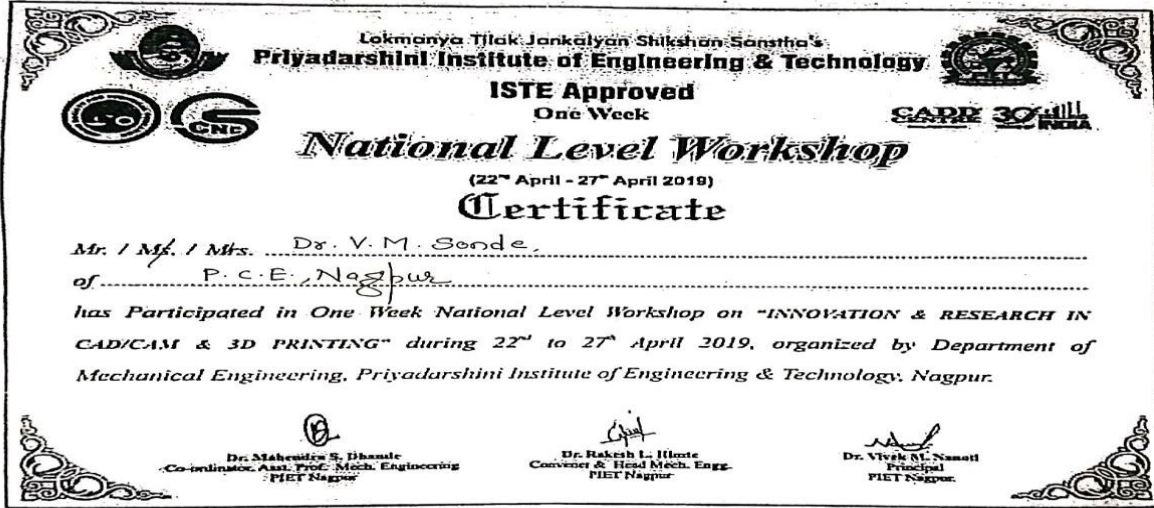 Lokmanya Tilak Jankalyan Shikshan Sanstha's
Priyadarshini Institute of Engineering & Technology
ISTE Approved
One Week
CNC
CADD CENTRE 30 INDIA
National Level Workshop
(22nd April - 27th April 2019)
Certificate
Mr. / Ms. / Mrs. Dr. V. M. Sonde,
of P. C. E., Nagpur
has Participated in One Week National Level Workshop on "INNOVATION & RESEARCH IN
CAD/CAM & 3D PRINTING" during 22nd to 27th April 2019, organized by Department of
Mechanical Engineering, Priyadarshini Institute of Engineering & Technology, Nagpur.
Dr. Mahendra S. Dhande
Co-ordinator, Asst. Prof. Mech. Engineering
PIET Nagpur
Dr. Rakesh L. Himte
Convener & Head Mech. Engg.
PIET Nagpur
Dr. Vivek M. Nanoti
Principal
PIET Nagpur.